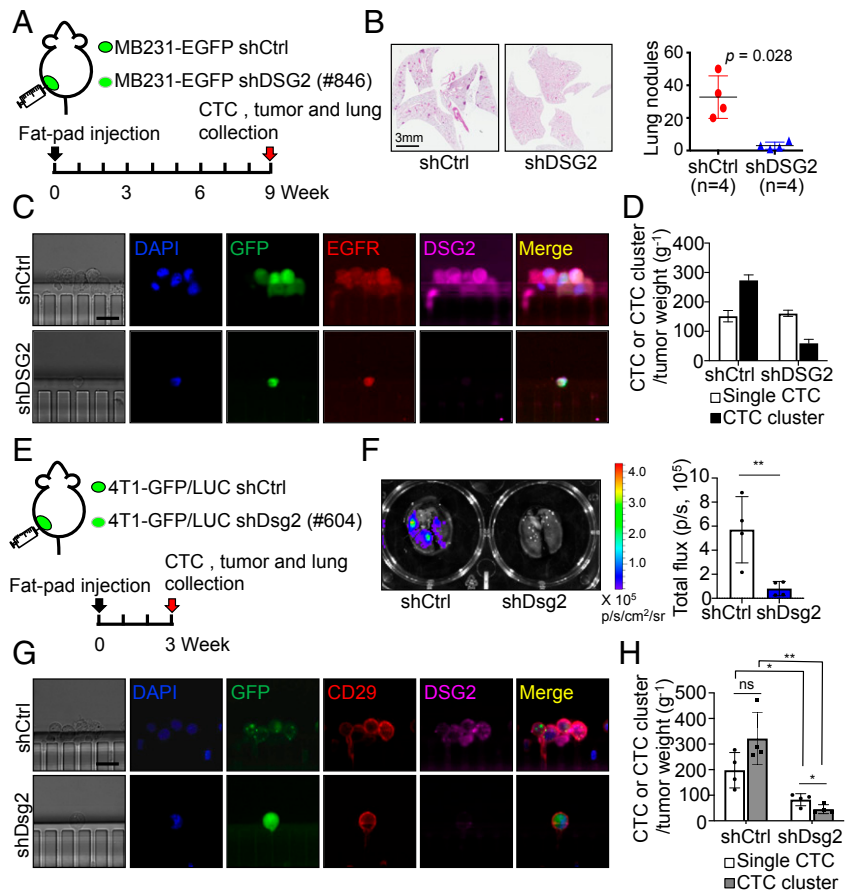 A
MB231-EGFP shCtrl
MB231-EGFP shDSG2 (#846)
CTC , tumor and lung
collection
Fat-pad injection
0 3 6 9 Week
B
3mm
shCtrl shDSG2
Lung nodules
60
40
20
0
p = 0.028
shCtrl shDSG2
(n=4) (n=4)
C
shCtrl
DAPI GFP EGFR DSG2 Merge
shDSG2
D
CTC or CTC cluster
/tumor weight (g-1)
400
300
200
100
0
shCtrl shDSG2
Single CTC
CTC cluster
E
4T1-GFP/LUC shCtrl
4T1-GFP/LUC shDsg2 (#604)
CTC , tumor and lung
collection
Fat-pad injection
0 3 Week
F
shCtrl shDsg2
4.0
3.0
2.0
1.0
X 10^5
p/s/cm²/sr
Total flux (p/s, 10^5)
10
8
6
4
2
0
**
shCtrl shDsg2
G
shCtrl
DAPI GFP CD29 DSG2 Merge
shDsg2
H
CTC or CTC cluster
/tumor weight (g-1)
500
400
300
200
100
0
**
*
ns
*
shCtrl shDsg2
Single CTC
CTC cluster